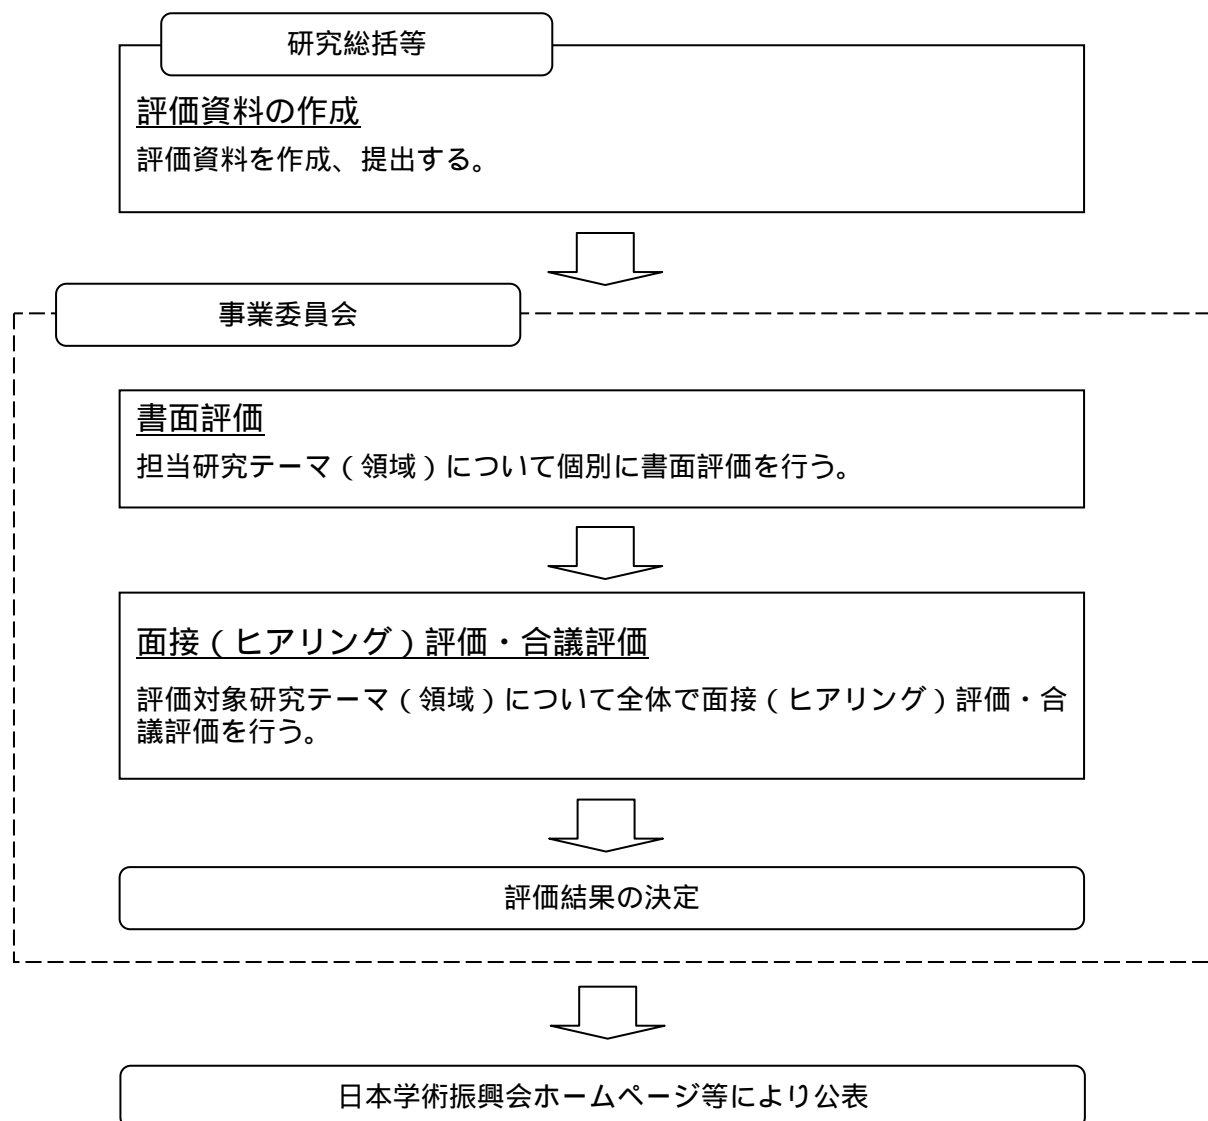 研究総括等
評価資料の作成
評価資料を作成、提出する。
事業委員会
書面評価
担当研究テーマ（領域）について個別に書面評価を行う。
面接（ヒアリング）評価・合議評価
評価対象研究テーマ（領域）について全体で面接（ヒアリング）評価・合
議評価を行う。
評価結果の決定
日本学術振興会ホームページ等により公表